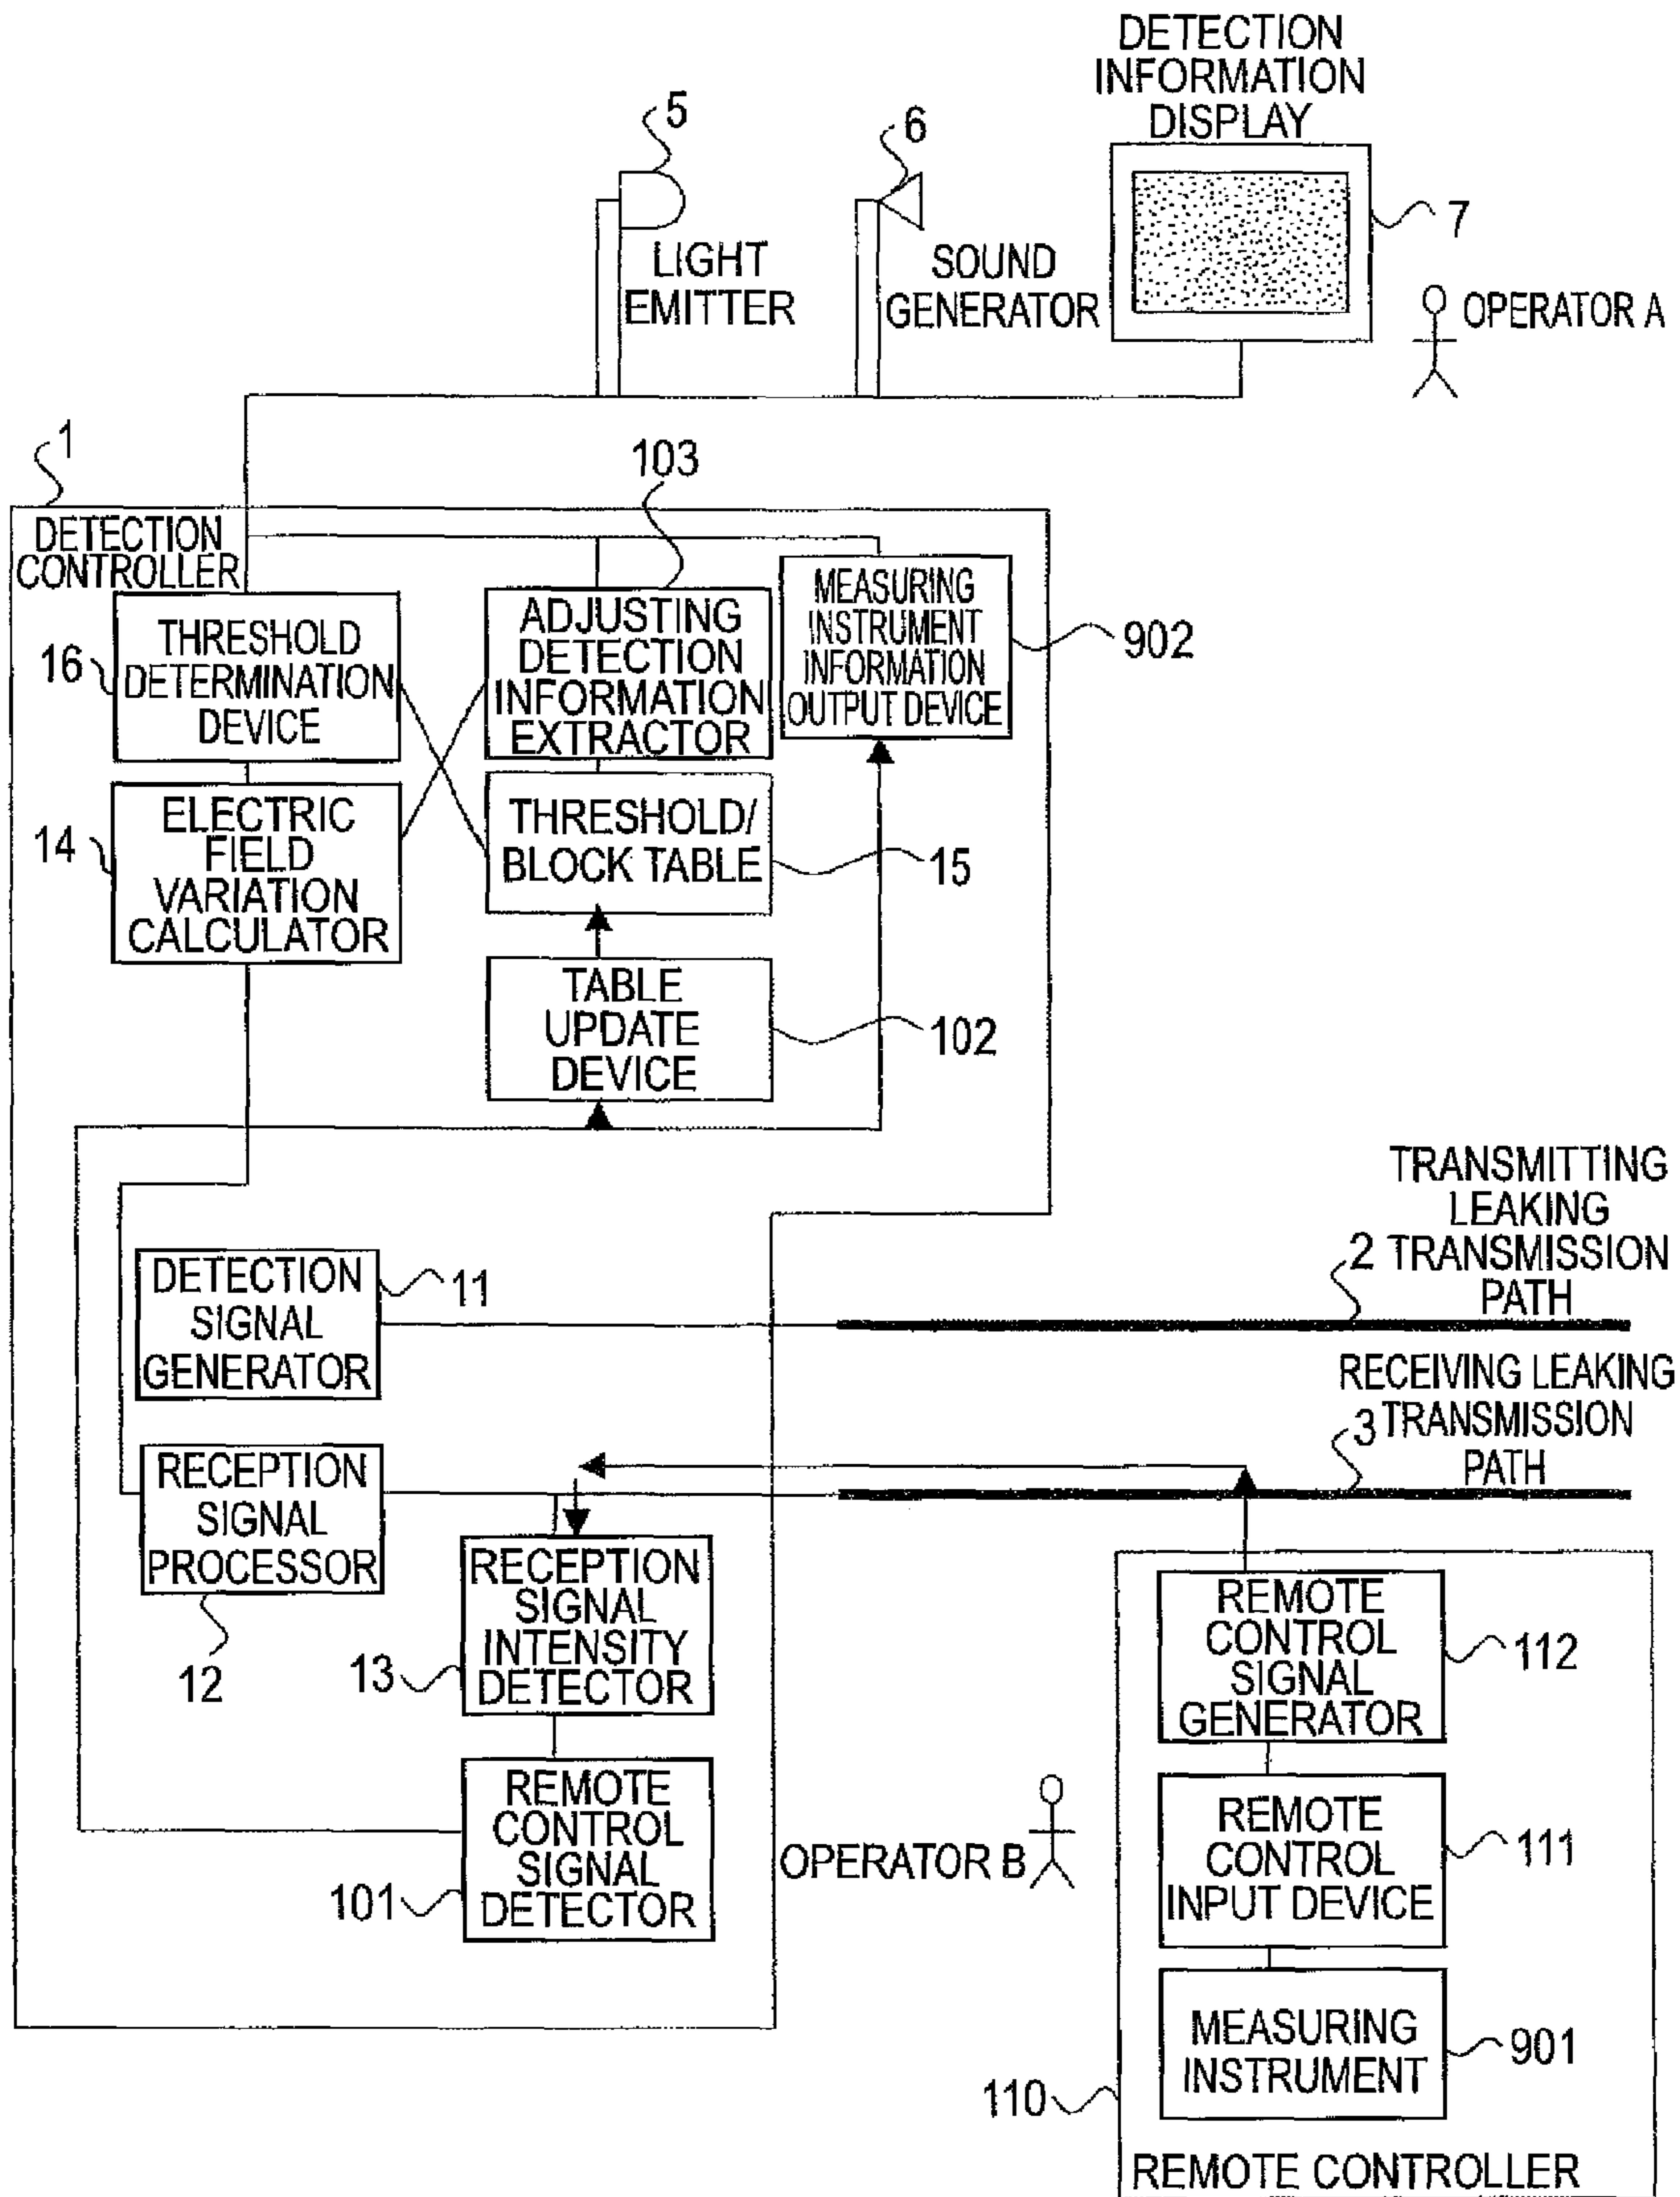 DETECTION
INFORMATION
DISPLAY
5
6
7
LIGHT
EMITTER
SOUND
GENERATOR
OPERATOR A
1
103
DETECTION
CONTROLLER
THRESHOLD
DETERMINATION
DEVICE
16
ADJUSTING
DETECTION
INFORMATION
EXTRACTOR
MEASURING
INSTRUMENT
INFORMATION
OUTPUT DEVICE
902
ELECTRIC
FIELD
VARIATION
CALCULATOR
14
THRESHOLD/
BLOCK TABLE
15
TABLE
UPDATE
DEVICE
102
TRANSMITTING
LEAKING
TRANSMISSION
PATH
2
DETECTION
SIGNAL
GENERATOR
11
RECEIVING LEAKING
TRANSMISSION
PATH
3
RECEPTION
SIGNAL
PROCESSOR
12
RECEPTION
SIGNAL
INTENSITY
DETECTOR
13
REMOTE
CONTROL
SIGNAL
GENERATOR
112
REMOTE
CONTROL
SIGNAL
DETECTOR
101
OPERATOR B
REMOTE
CONTROL
INPUT DEVICE
111
MEASURING
INSTRUMENT
901
110
REMOTE CONTROLLER